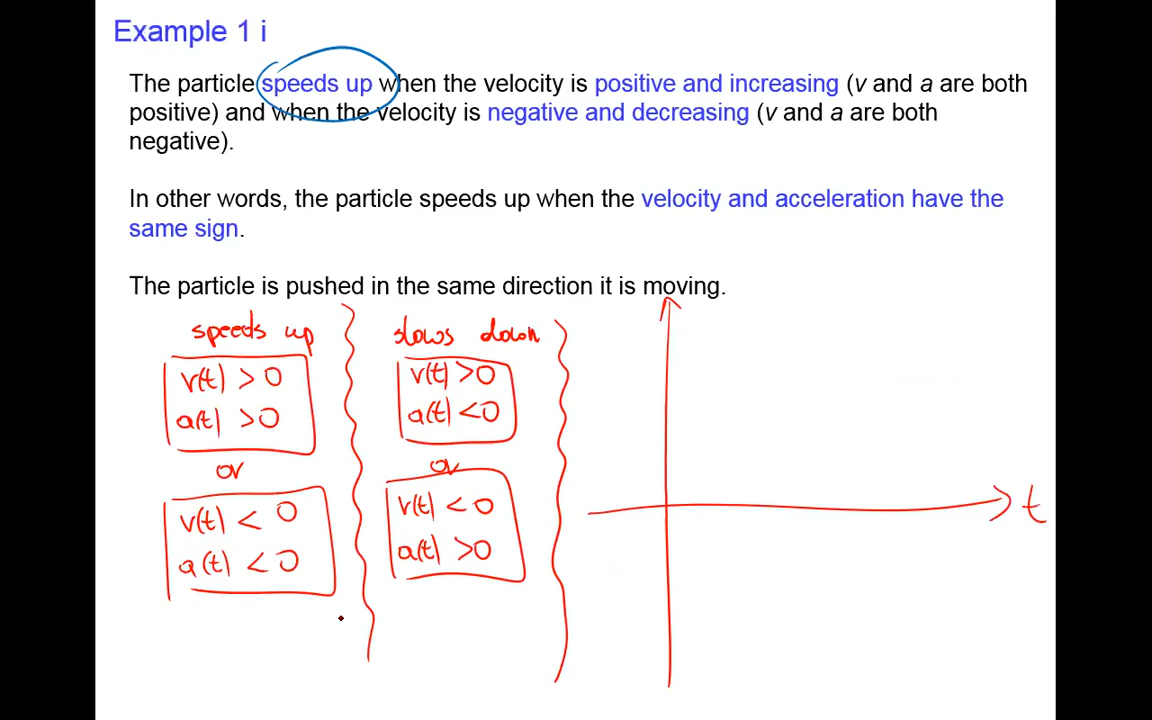 Example 1 i
The particle speeds up when the velocity is positive and increasing (v and a are both
positive) and when the velocity is negative and decreasing (v and a are both
negative).
In other words, the particle speeds up when the velocity and acceleration have the
same sign.
The particle is pushed in the same direction it is moving.
speeds up
v(t) > 0
a(t) > 0
or
v(t) < 0
a(t) < 0
slows down
v(t) > 0
a(t) < 0
or
v(t) < 0
a(t) > 0
t